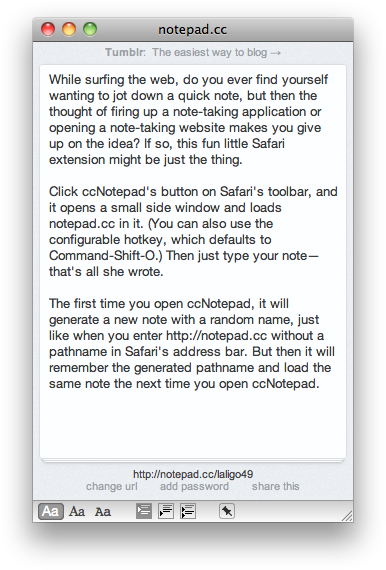 notepad.cc
Tumblr: The easiest way to blog →
While surfing the web, do you ever find yourself
wanting to jot down a quick note, but then the
thought of firing up a note-taking application or
opening a note-taking website makes you give
up on the idea? If so, this fun little Safari
extension might be just the thing.
Click ccNotepad's button on Safari's toolbar, and
it opens a small side window and loads
notepad.cc in it. (You can also use the
configurable hotkey, which defaults to
Command-Shift-O.) Then just type your note—
that's all she wrote.
The first time you open ccNotepad, it will
generate a new note with a random name, just
like when you enter http://notepad.cc without a
pathname in Safari's address bar. But then it will
remember the generated pathname and load the
same note the next time you open ccNotepad.
http://notepad.cc/laligo49
change url add password share this
Aa Aa Aa